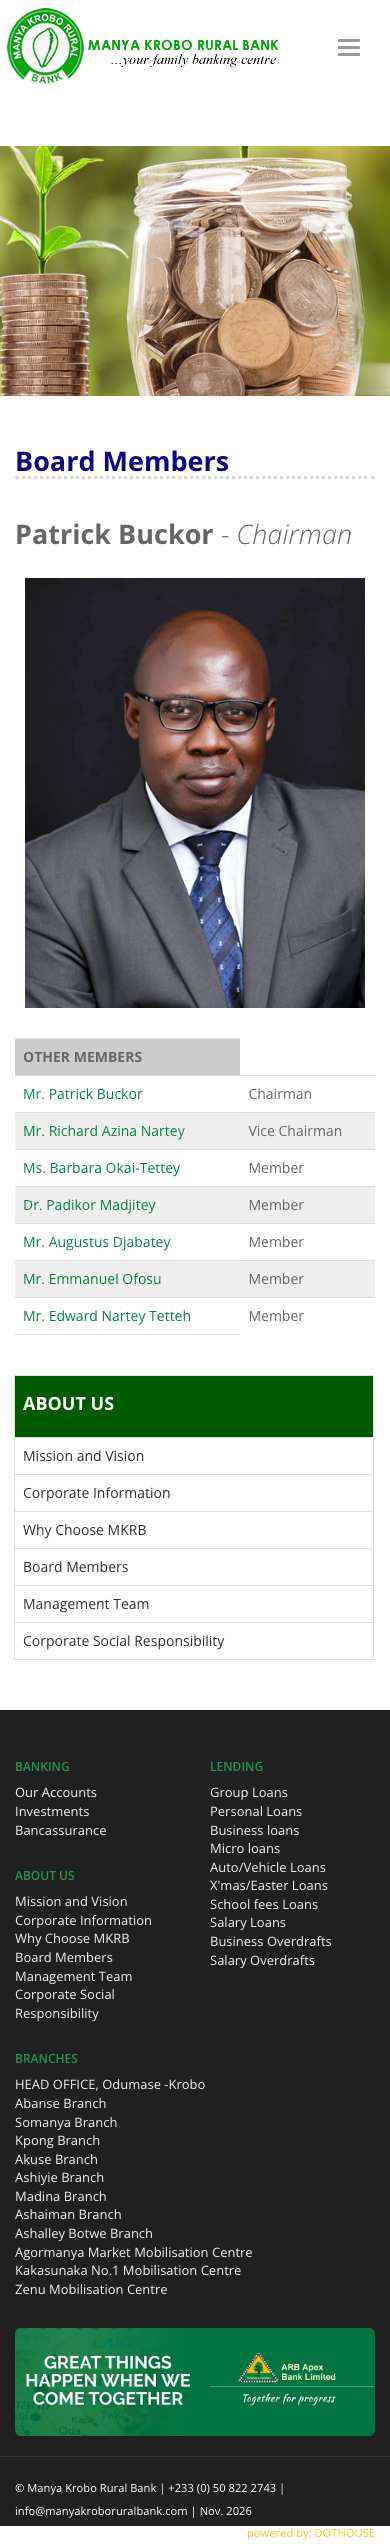 MANYA KROBO RURAL
BANK
MANYA KROBO RURAL BANK
...your family banking centre
Board Members
Patrick Buckor - Chairman
OTHER MEMBERS
Mr. Patrick Buckor Chairman
Mr. Richard Azina Nartey Vice Chairman
Ms. Barbara Okai-Tettey Member
Dr. Padikor Madjitey Member
Mr. Augustus Djabatey Member
Mr. Emmanuel Ofosu Member
Mr. Edward Nartey Tetteh Member
ABOUT US
Mission and Vision
Corporate Information
Why Choose MKRB
Board Members
Management Team
Corporate Social Responsibility
BANKING
Our Accounts
Investments
Bancassurance
ABOUT US
Mission and Vision
Corporate Information
Why Choose MKRB
Board Members
Management Team
Corporate Social
Responsibility
LENDING
Group Loans
Personal Loans
Business loans
Micro loans
Auto/Vehicle Loans
X'mas/Easter Loans
School fees Loans
Salary Loans
Business Overdrafts
Salary Overdrafts
BRANCHES
HEAD OFFICE, Odumase -Krobo
Abanse Branch
Somanya Branch
Kpong Branch
Akuse Branch
Ashiyie Branch
Madina Branch
Ashaiman Branch
Ashalley Botwe Branch
Agormanya Market Mobilisation Centre
Kakasunaka No.1 Mobilisation Centre
Zenu Mobilisation Centre
GREAT THINGS
HAPPEN WHEN WE
COME TOGETHER
ARB Apex
Bank Limited
Together for progress
© Manya Krobo Rural Bank | +233 (0) 50 822 2743 |
info@manyakroboruralbank.com | Nov. 2026
powered by: DOTHOUSE